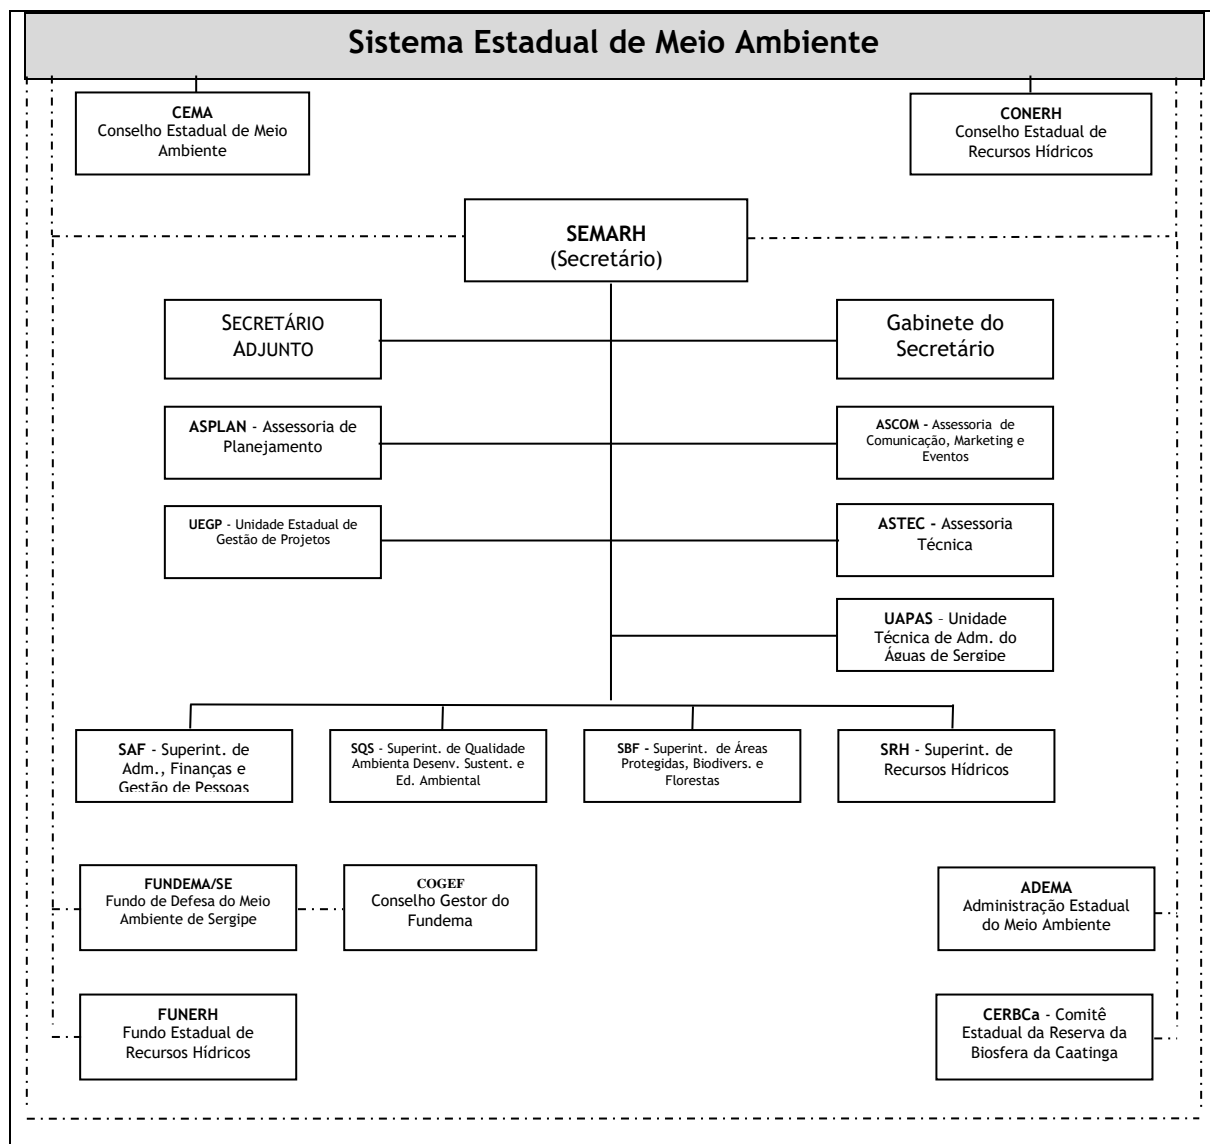 Sistema Estadual de Meio Ambiente
CEMA
Conselho Estadual de Meio
Ambiente
CONERH
Conselho Estadual de
Recursos Hídricos
SEMARH
(Secretário)
SECRETÁRIO
ADJUNTO
Gabinete do
Secretário
ASPLAN - Assessoria de
Planejamento
ASCOM - Assessoria de
Comunicação, Marketing e
Eventos
UEGP - Unidade Estadual de
Gestão de Projetos
ASTEC - Assessoria
Técnica
UAPAS – Unidade
Técnica de Adm. do
Águas de Sergipe
SAF - Superint. de
Adm., Finanças e
Gestão de Pessoas
SQS - Superint. de Qualidade
Ambienta Desenv. Sustent. e
Ed. Ambiental
SBF - Superint. de Áreas
Protegidas, Biodivers. e
Florestas
SRH - Superint. de
Recursos Hídricos
FUNDEMA/SE
Fundo de Defesa do Meio
Ambiente de Sergipe
COGEF
Conselho Gestor do
Fundema
ADEMA
Administração Estadual
do Meio Ambiente
FUNERH
Fundo Estadual de
Recursos Hídricos
CERBCa - Comitê
Estadual da Reserva da
Biosfera da Caatinga